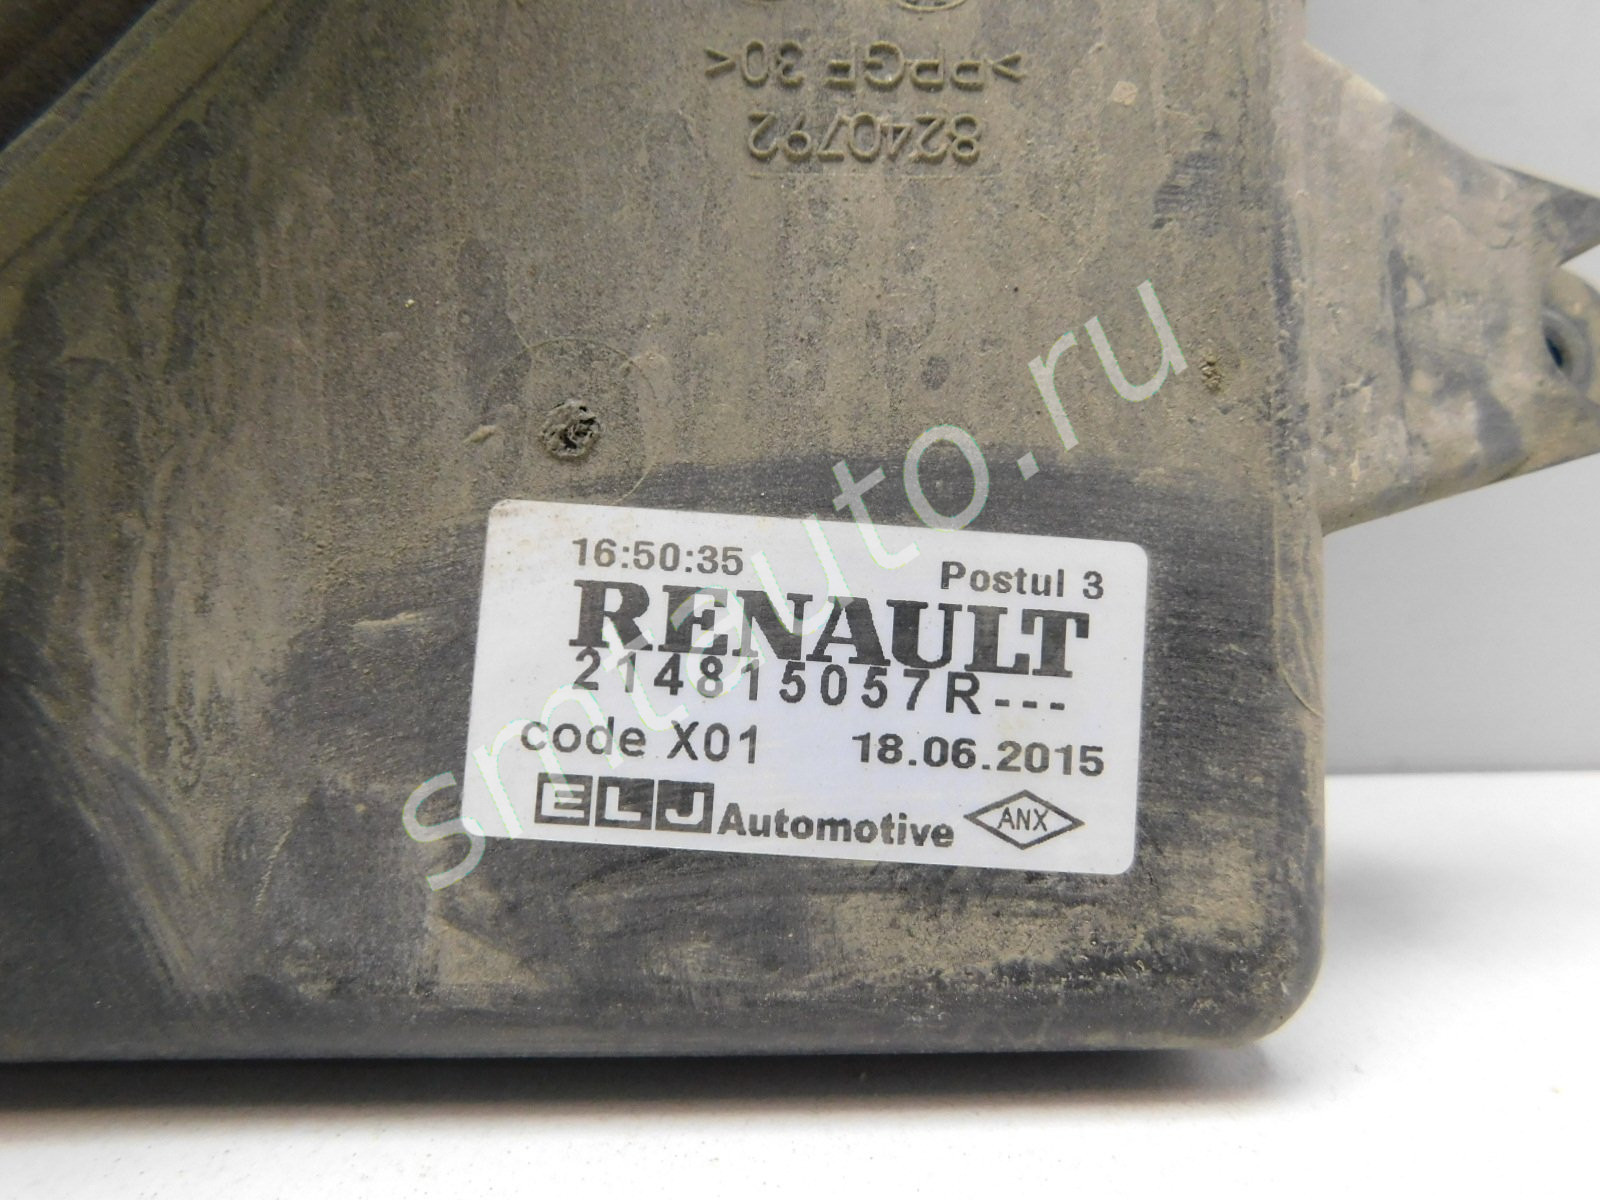 >PPGF 30<
8240792
16:50:35 Postul 3
RENAULT
214815057R---
code X01 18.06.2015
ELJ Automotive ANX
smtauto.ru